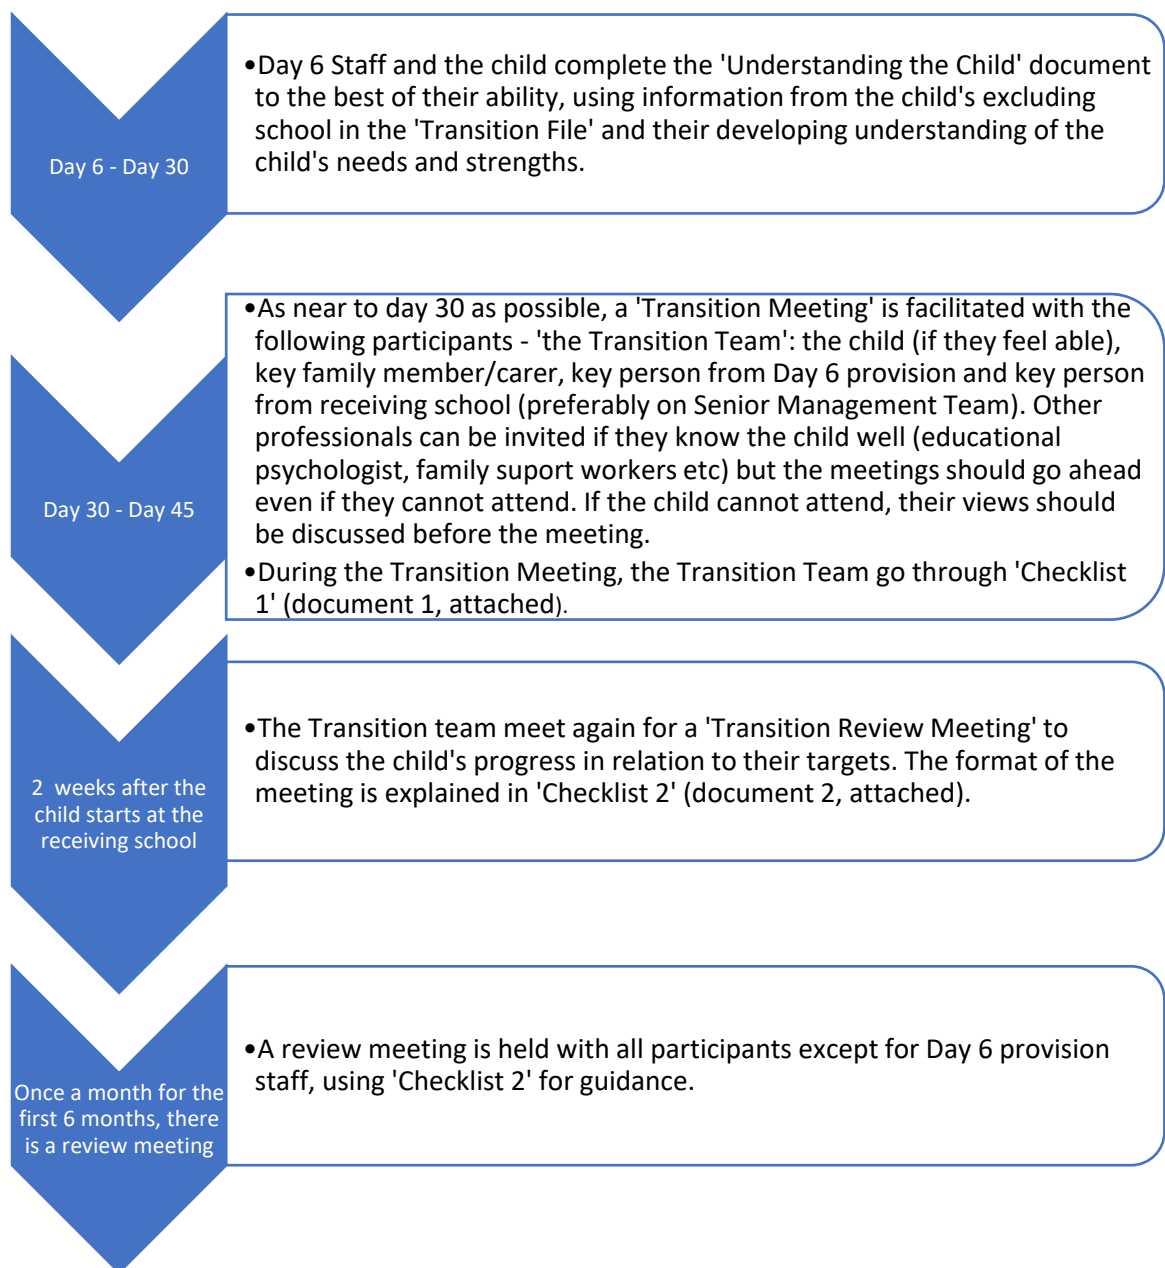 Day 6 - Day 30
•Day 6 Staff and the child complete the 'Understanding the Child' document
to the best of their ability, using information from the child's excluding
school in the 'Transition File' and their developing understanding of the
child's needs and strengths.
Day 30 - Day 45
•As near to day 30 as possible, a 'Transition Meeting' is facilitated with the
following participants - 'the Transition Team': the child (if they feel able),
key family member/carer, key person from Day 6 provision and key person
from receiving school (preferably on Senior Management Team). Other
professionals can be invited if they know the child well (educational
psychologist, family suport workers etc) but the meetings should go ahead
even if they cannot attend. If the child cannot attend, their views should
be discussed before the meeting.
•During the Transition Meeting, the Transition Team go through 'Checklist
1' (document 1, attached).
2 weeks after the
child starts at the
receiving school
•The Transition team meet again for a 'Transition Review Meeting' to
discuss the child's progress in relation to their targets. The format of the
meeting is explained in 'Checklist 2' (document 2, attached).
Once a month for the
first 6 months, there
is a review meeting
•A review meeting is held with all participants except for Day 6 provision
staff, using 'Checklist 2' for guidance.